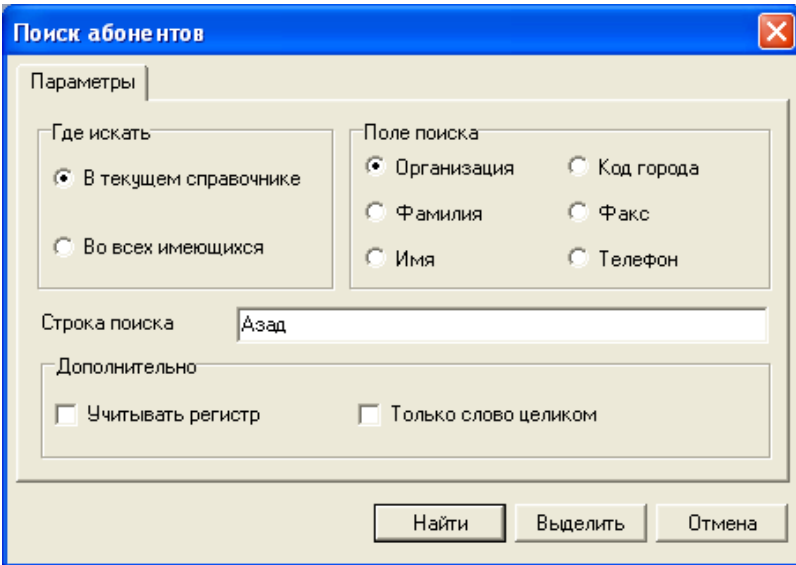 Поиск абонентов
Параметры
Где искать
В текущем справочнике
Во всех имеющихся
Поле поиска
Организация
Код города
Фамилия
Факс
Имя
Телефон
Строка поиска Азад
Дополнительно
Учитывать регистр
Только слово целиком
Найти
Выделить
Отмена